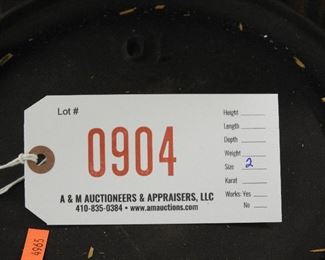 Lot #
0904
A & M AUCTIONEERS & APPRAISERS, LLC
410-835-0384 • www.amauctions.com
Height
Length
Depth
Weight
Size 2
Karat
Works: Yes
No
4965